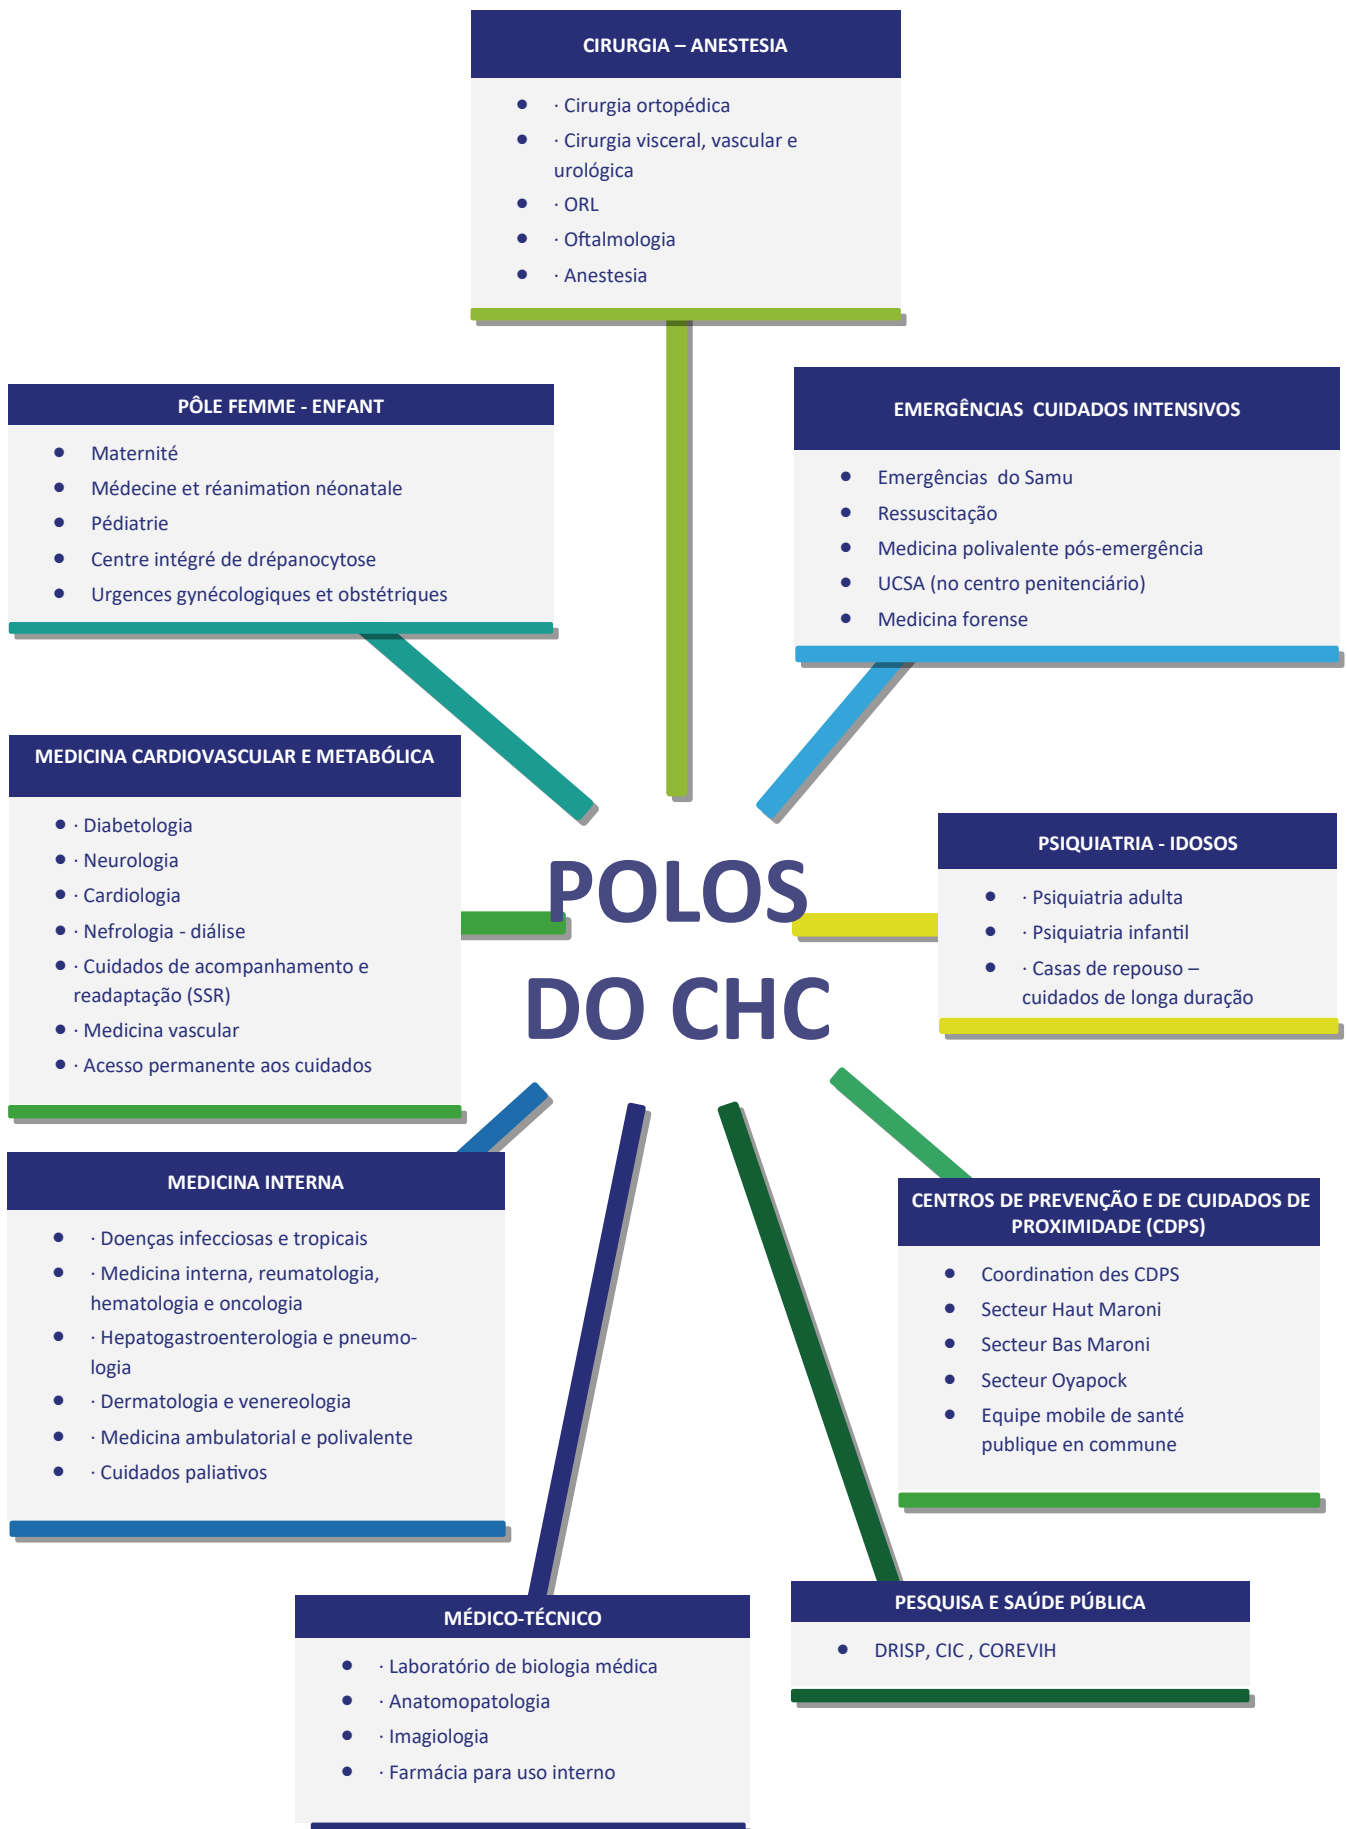 CIRURGIA – ANESTESIA
• · Cirurgia ortopédica
• · Cirurgia visceral, vascular e
urológica
• · ORL
• · Oftalmologia
• · Anestesia
PÔLE FEMME - ENFANT
• Maternité
• Médecine et réanimation néonatale
• Pédiatrie
• Centre intégré de drépanocytose
• Urgences gynécologiques et obstétriques
EMERGÊNCIAS CUIDADOS INTENSIVOS
• Emergências do Samu
• Ressuscitação
• Medicina polivalente pós-emergência
• UCSA (no centro penitenciário)
• Medicina forense
MEDICINA CARDIOVASCULAR E METABÓLICA
• · Diabetologia
• · Neurologia
• · Cardiologia
• · Nefrologia - diálise
• · Cuidados de acompanhamento e
readaptação (SSR)
• · Medicina vascular
• · Acesso permanente aos cuidados
POLOS
DO CHC
PSIQUIATRIA - IDOSOS
• · Psiquiatria adulta
• · Psiquiatria infantil
• · Casas de repouso –
cuidados de longa duração
MEDICINA INTERNA
• · Doenças infecciosas e tropicais
• · Medicina interna, reumatologia,
hematologia e oncologia
• · Hepatogastroenterologia e pneumo-
logia
• · Dermatologia e venereologia
• · Medicina ambulatorial e polivalente
• · Cuidados paliativos
CENTROS DE PREVENÇÃO E DE CUIDADOS DE
PROXIMIDADE (CDPS)
• Coordination des CDPS
• Secteur Haut Maroni
• Secteur Bas Maroni
• Secteur Oyapock
• Equipe mobile de santé
publique en commune
MÉDICO-TÉCNICO
• · Laboratório de biologia médica
• · Anatomopatologia
• · Imagiologia
• · Farmácia para uso interno
PESQUISA E SAÚDE PÚBLICA
• DRISP, CIC , COREVIH